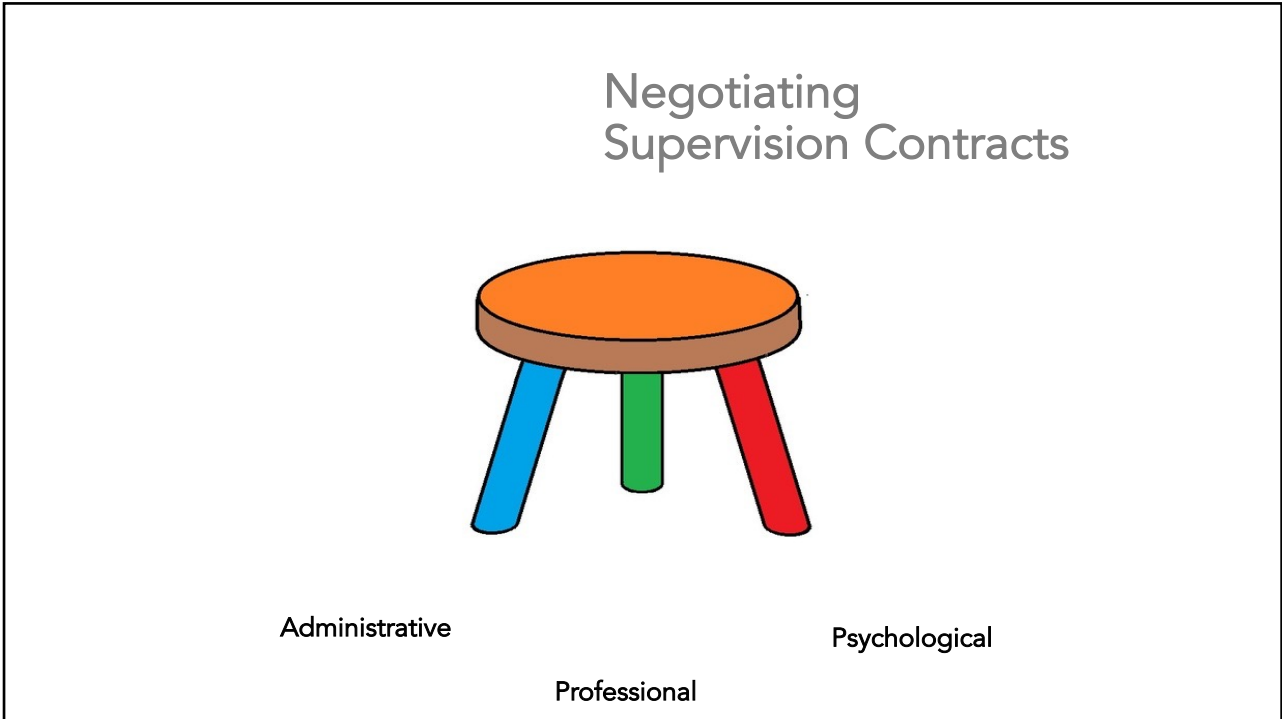 Negotiating
Supervision Contracts
Administrative
Psychological
Professional